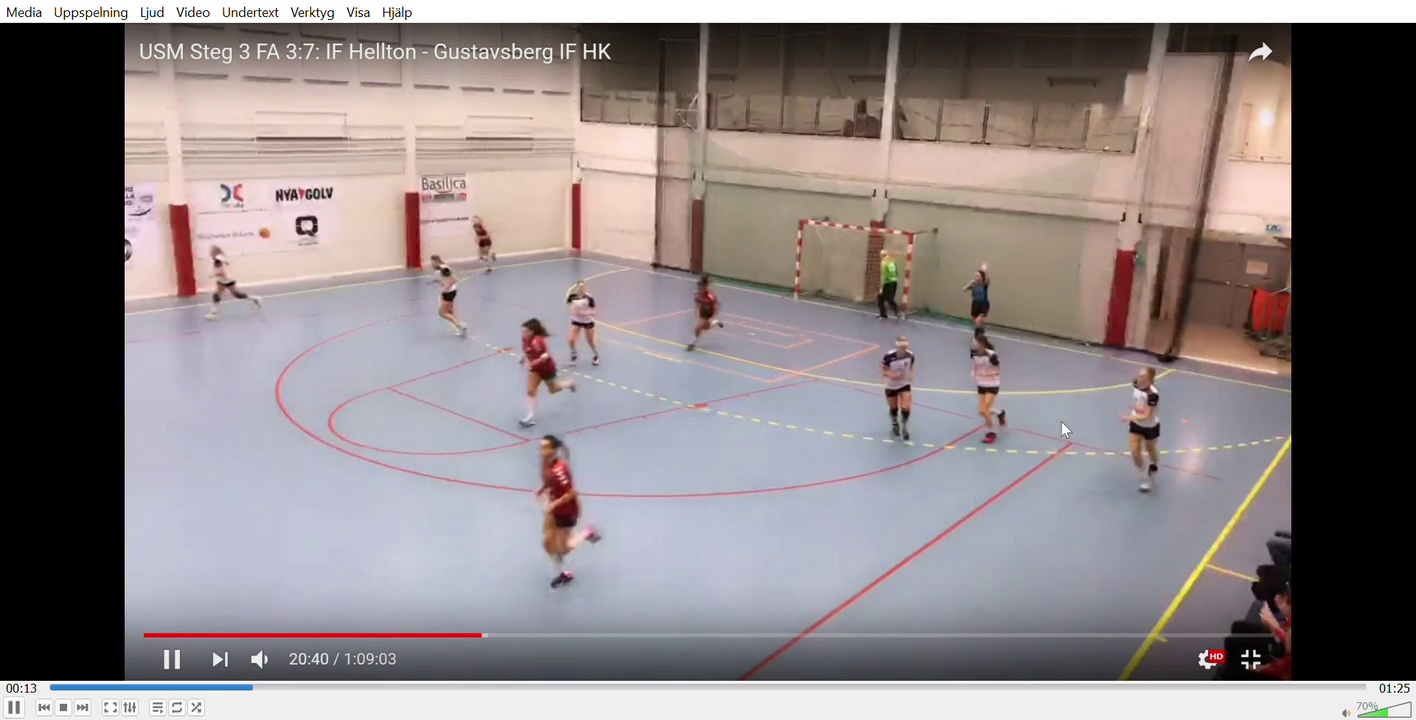 Media Uppspelning Ljud Video Undertext Verktyg Visa Hjälp
USM Steg 3 FA 3:7: IF Hellton - Gustavsberg IF HK
NYA GOLV
Basilica
Q
HD
20:40 / 1:09:03
00:13
01:25
70%